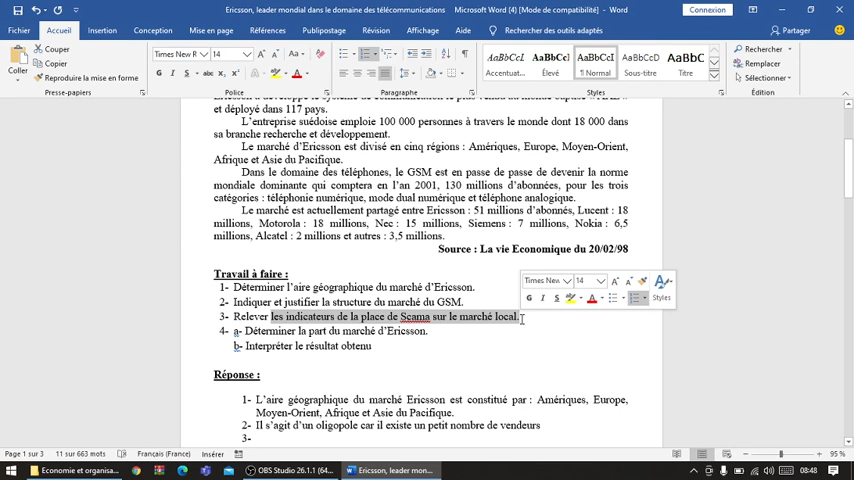 Ericsson, leader mondial dans le domaine des télécommunications - Microsoft Word (2.0) [Mode de compatibilité] - Word
Connexion
Fichier Accueil Insertion Conception Mise en page Références Publipostage Révision Affichage Aide Rechercher des outils adaptés Partager
Coller
Couper
Copier
Reproduire la mise en forme
Presse-papiers
Times New R 14
G I S abc x₂ x²
Police
Paragraphe
AaBbCcI AaBbCcI AaBbCcI AaBbCcC AaBbC
Accentuat... Élevé ¶ Normal Sous-titre Titre
Styles
Rechercher
Remplacer
Sélectionner
Modification
et déployé dans 117 pays.
L'entreprise suédoise emploie 100 000 personnes à travers le monde dont 18 000 dans
sa branche recherche et développement.
Le marché d'Ericsson est divisé en cinq régions : Amériques, Europe, Moyen-Orient,
Afrique et Asie du Pacifique.
Dans le domaine des téléphones, le GSM est en passe de passe de devenir la norme
mondiale dominante qui comptera en l'an 2001, 130 millions d'abonnées, pour les trois
catégories : téléphonie numérique, mode dual numérique et téléphone analogique.
Le marché est actuellement partagé entre Ericsson : 51 millions d'abonnés, Lucent : 18
millions, Motorola : 18 millions, Nec : 15 millions, Siemens : 7 millions, Nokia : 6,5
millions, Alcatel : 2 millions et autres : 3,5 millions.
Source : La vie Economique du 20/02/98
Travail à faire :
1- Déterminer l'aire géographique du marché d'Ericsson.
2- Indiquer et justifier la structure du marché du GSM.
3- Relever les indicateurs de la place de Scama sur le marché local.
4- a- Déterminer la part du marché d'Ericsson.
b- Interpréter le résultat obtenu
Times New 14
G I S
Styles
Réponse :
1- L'aire géographique du marché Ericsson est constitué par : Amériques, Europe,
Moyen-Orient, Afrique et Asie du Pacifique.
2- Il s'agit d'un oligopole car il existe un petit nombre de vendeurs
3-
Page 1 sur 3 11 sur 663 mots Français (France) Insérer 95 %
Economie et organisa... OBS Studio 26.1.1 (64... Ericsson, leader mon... 08:48